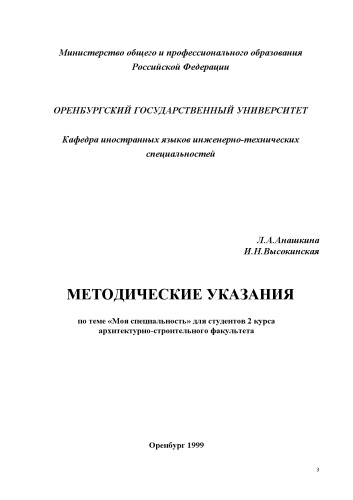 Министерство общего и профессионального образования
Российской Федерации
ОРЕНБУРГСКИЙ ГОСУДАРСТВЕННЫЙ УНИВЕРСИТЕТ
Кафедра иностранных языков инженерно-технических
специальностей
Л.А.Анашкина
И.Н.Высокинская
МЕТОДИЧЕСКИЕ УКАЗАНИЯ
по теме «Моя специальность» для студентов 2 курса
архитектурно-строительного факультета
Оренбург 1999
3